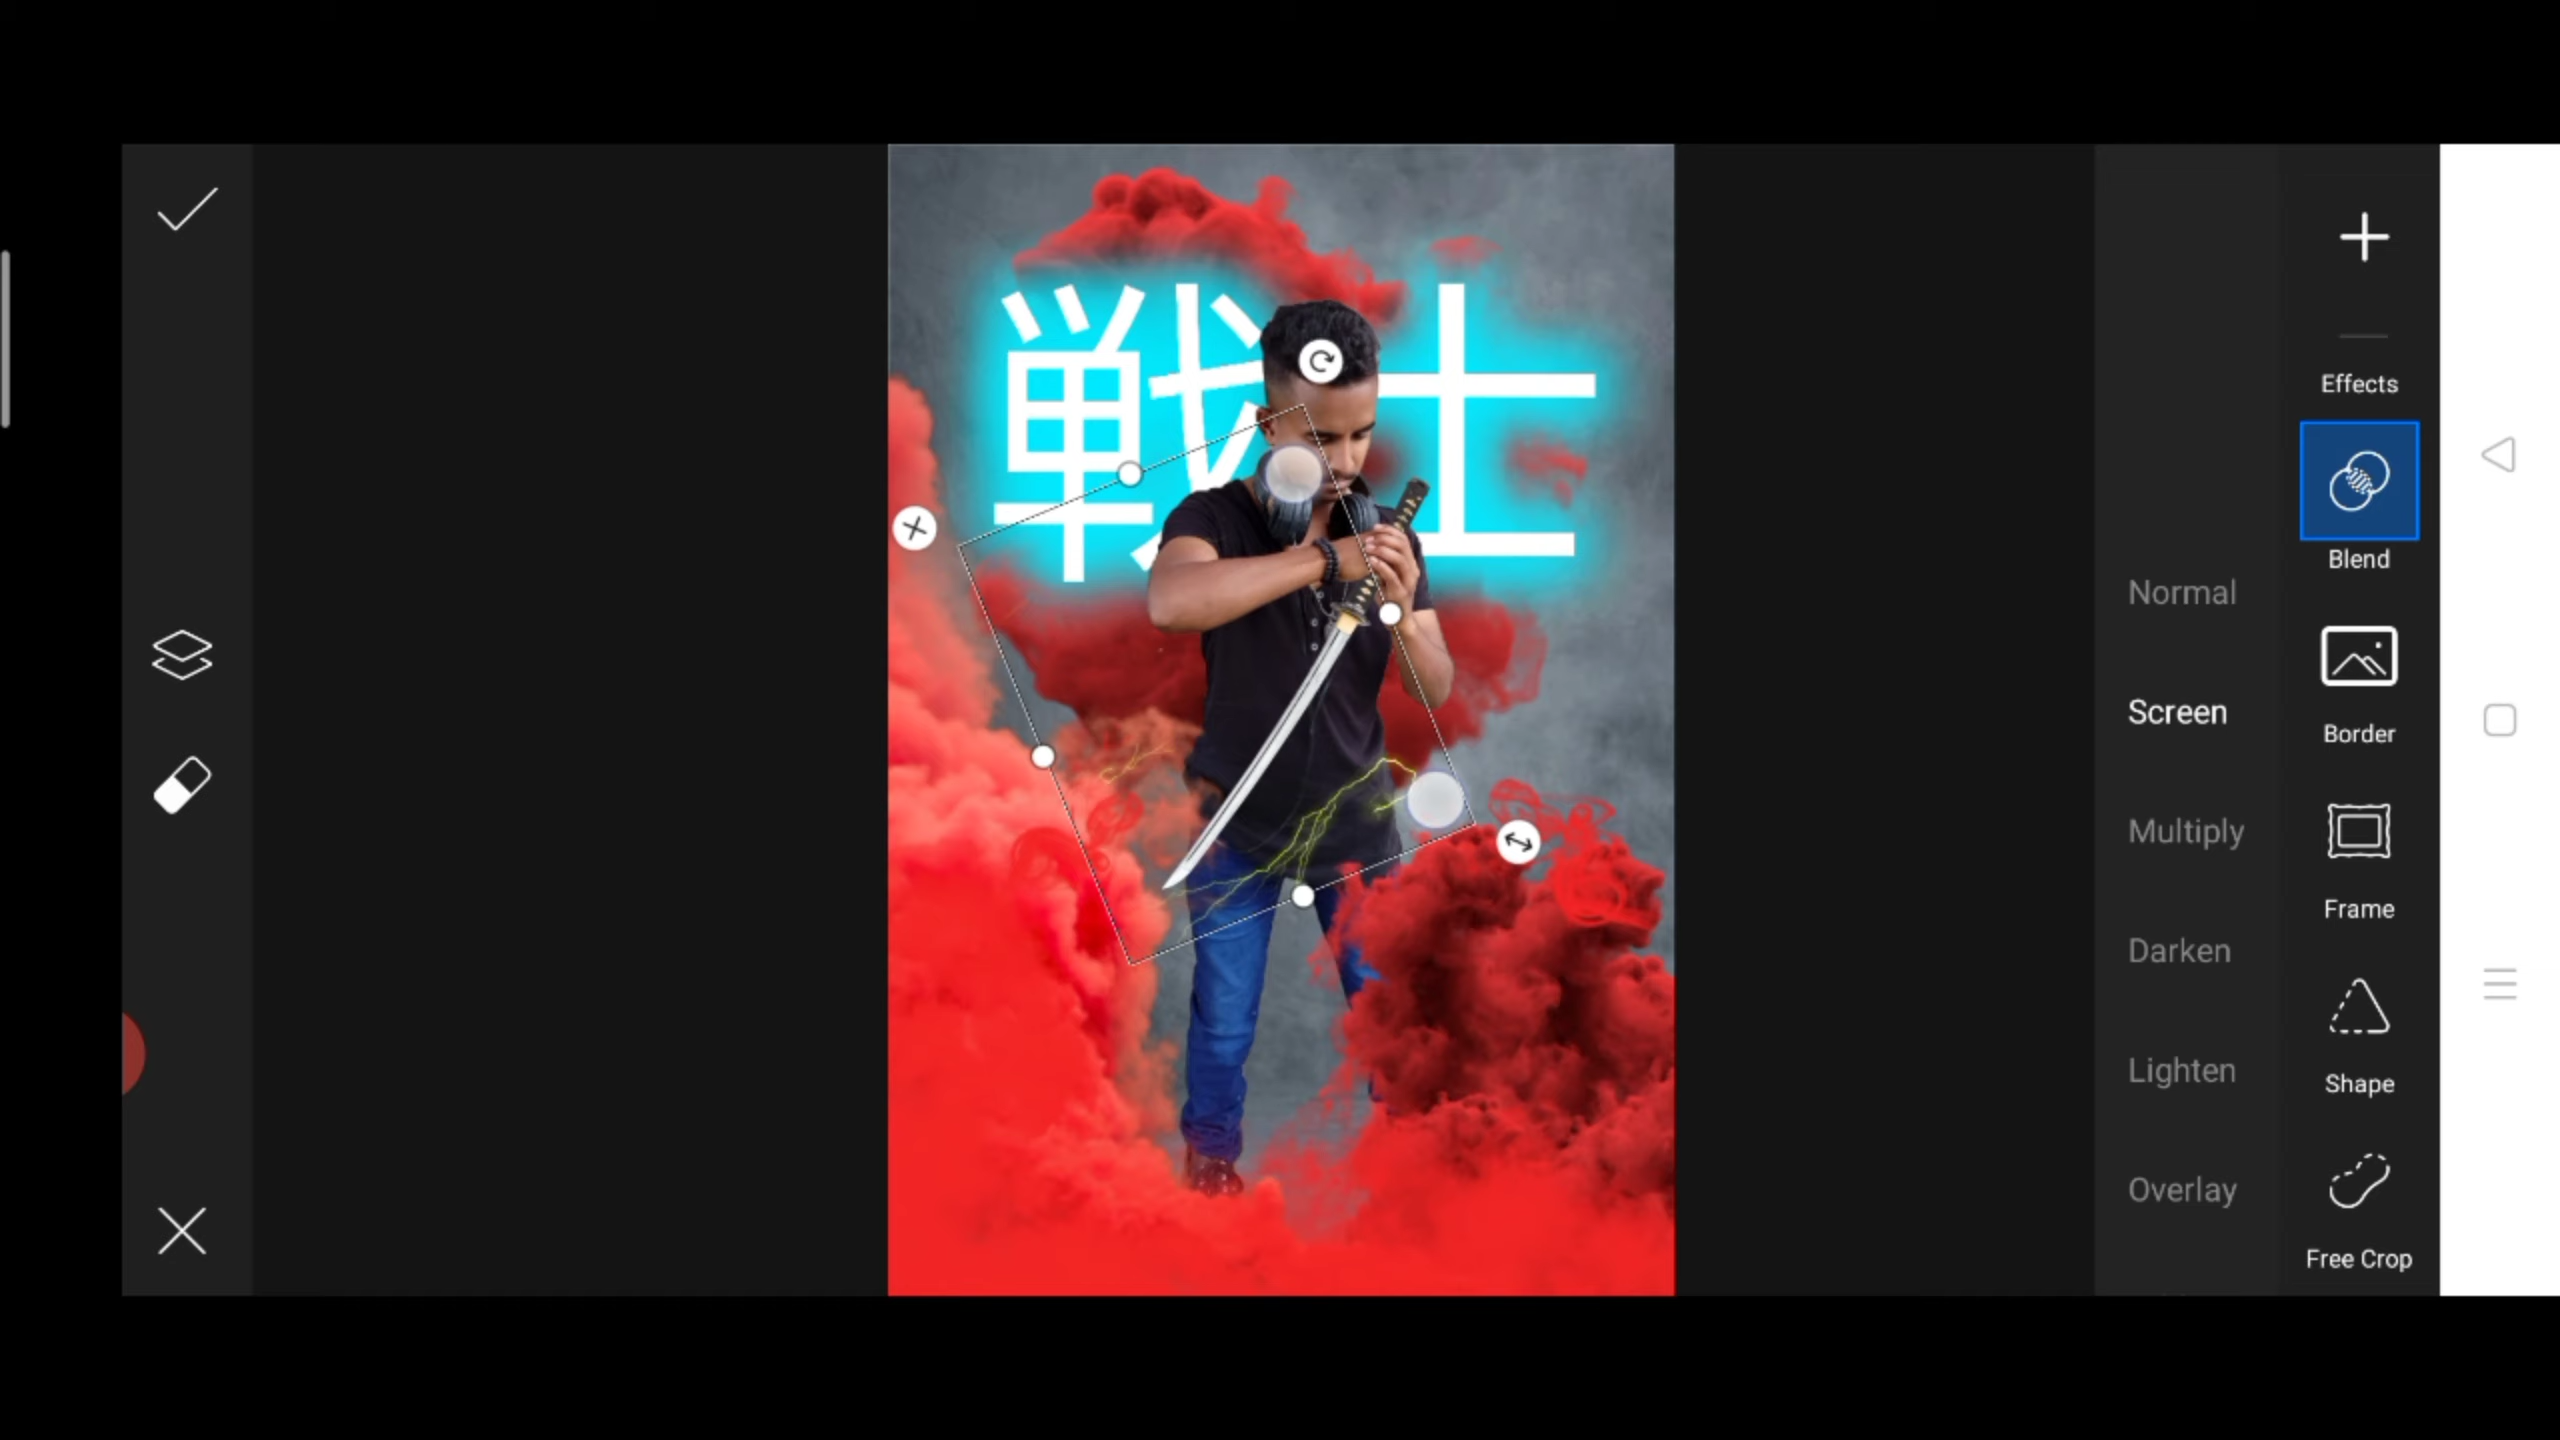 戦士
Effects
Blend
Normal
Border
Screen
Multiply
Frame
Darken
Lighten
Shape
Overlay
Free Crop